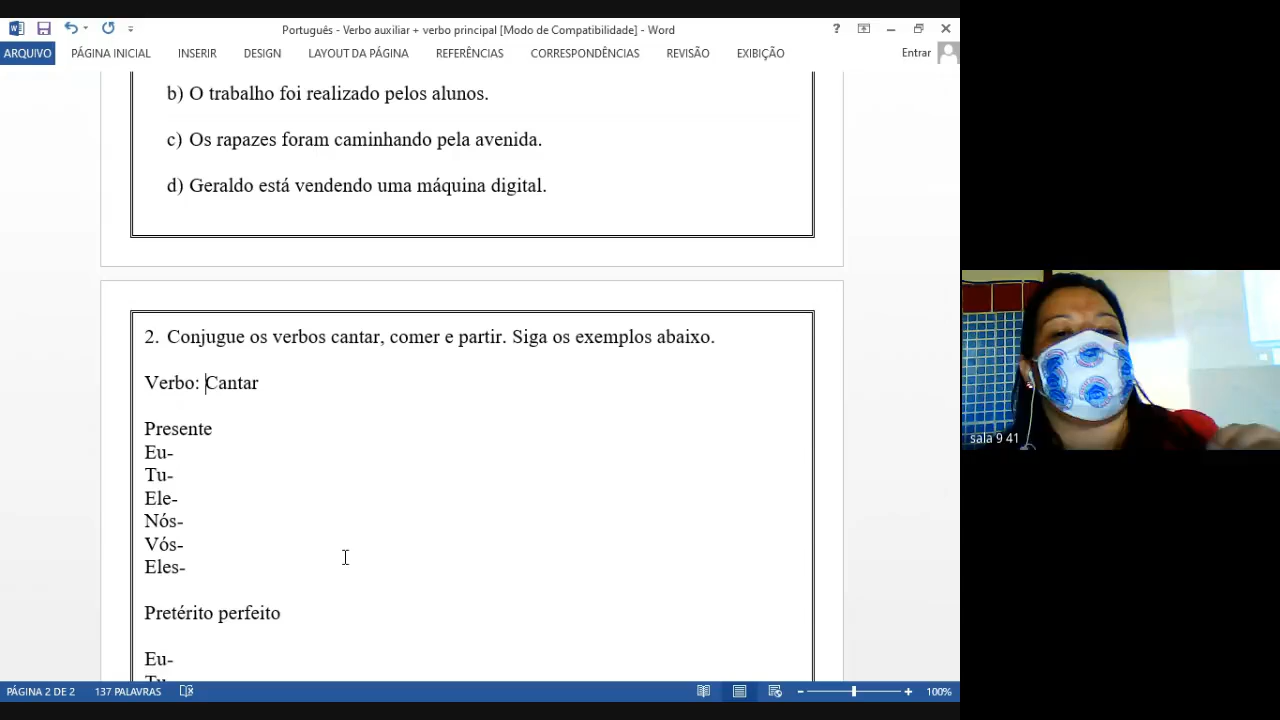 Português - Verbo auxiliar + verbo principal [Modo de Compatibilidade] - Word
Entrar
ARQUIVO PÁGINA INICIAL INSERIR DESIGN LAYOUT DA PÁGINA REFERÊNCIAS CORRESPONDÊNCIAS REVISÃO EXIBIÇÃO
b) O trabalho foi realizado pelos alunos.
c) Os rapazes foram caminhando pela avenida.
d) Geraldo está vendendo uma máquina digital.
2. Conjugue os verbos cantar, comer e partir. Siga os exemplos abaixo.
Verbo: Cantar
Presente
Eu-
Tu-
Ele-
Nós-
Vós-
Eles-
Pretérito perfeito
Eu-
Tu-
sala 9 41
PÁGINA 2 DE 2 137 PALAVRAS 100%